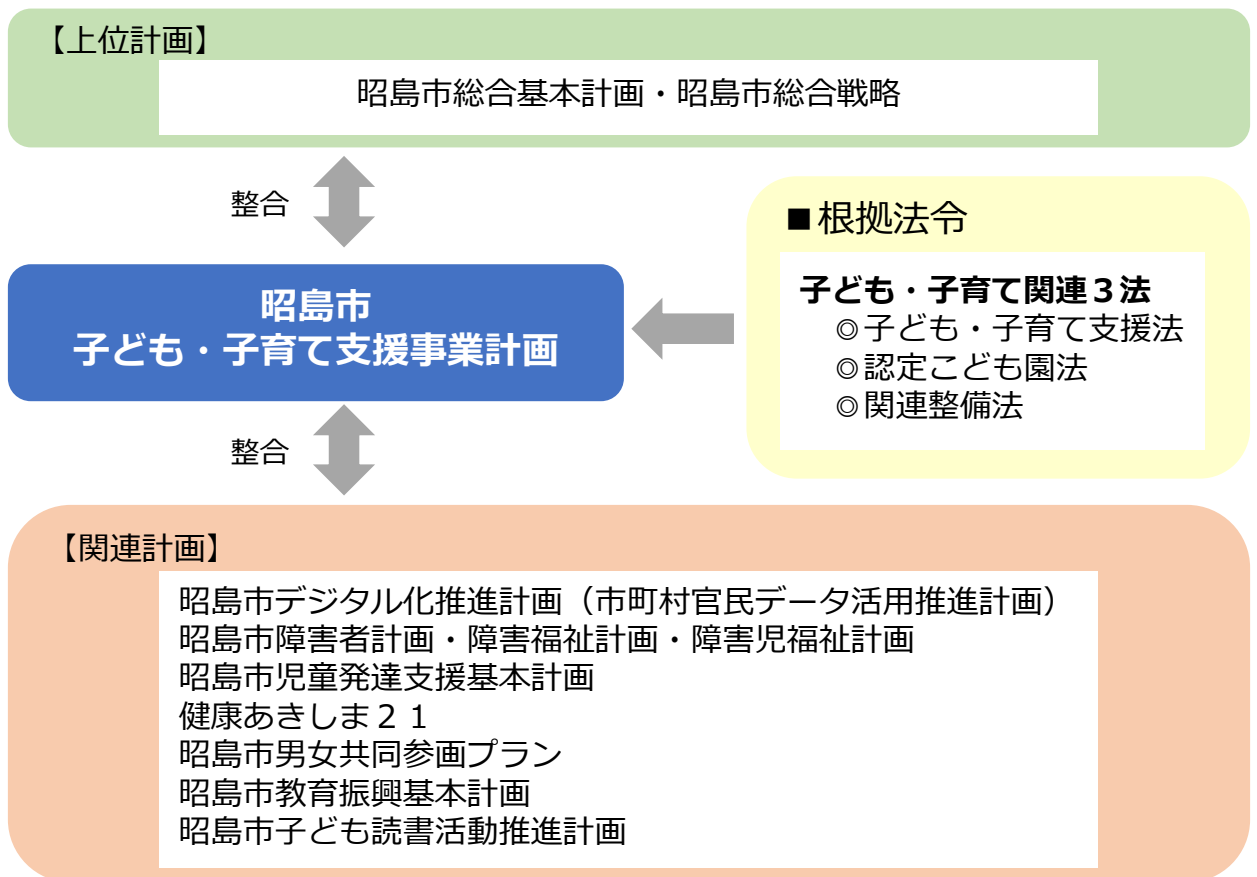 【上位計画】
昭島市総合基本計画・昭島市総合戦略
整合
■根拠法令
子ども・子育て関連３法
◎子ども・子育て支援法
◎認定こども園法
◎関連整備法
昭島市
子ども・子育て支援事業計画
整合
【関連計画】
昭島市デジタル化推進計画（市町村官民データ活用推進計画）
昭島市障害者計画・障害福祉計画・障害児福祉計画
昭島市児童発達支援基本計画
健康あきしま２１
昭島市男女共同参画プラン
昭島市教育振興基本計画
昭島市子ども読書活動推進計画